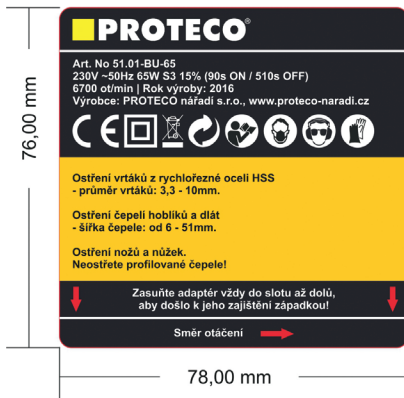 PROTECO®
Art. No 51.01-BU-65
230V ~50Hz 65W S3 15% (90s ON / 510s OFF)
6700 ot/min | Rok výroby: 2016
Výrobce: PROTECO nářadí s.r.o., www.proteco-naradi.cz
CE
Ostření vrtáků z rychlořezné oceli HSS
- průměr vrtáků: 3,3 - 10mm.
Ostření čepelí hoblíků a dlát
- šířka čepele: od 6 - 51mm.
Ostření nožů a nůžek.
Neostřete profilované čepele!
Zasuňte adaptér vždy do slotu až dolů,
aby došlo k jeho zajištění západkou!
Směr otáčení
76,00 mm
78,00 mm